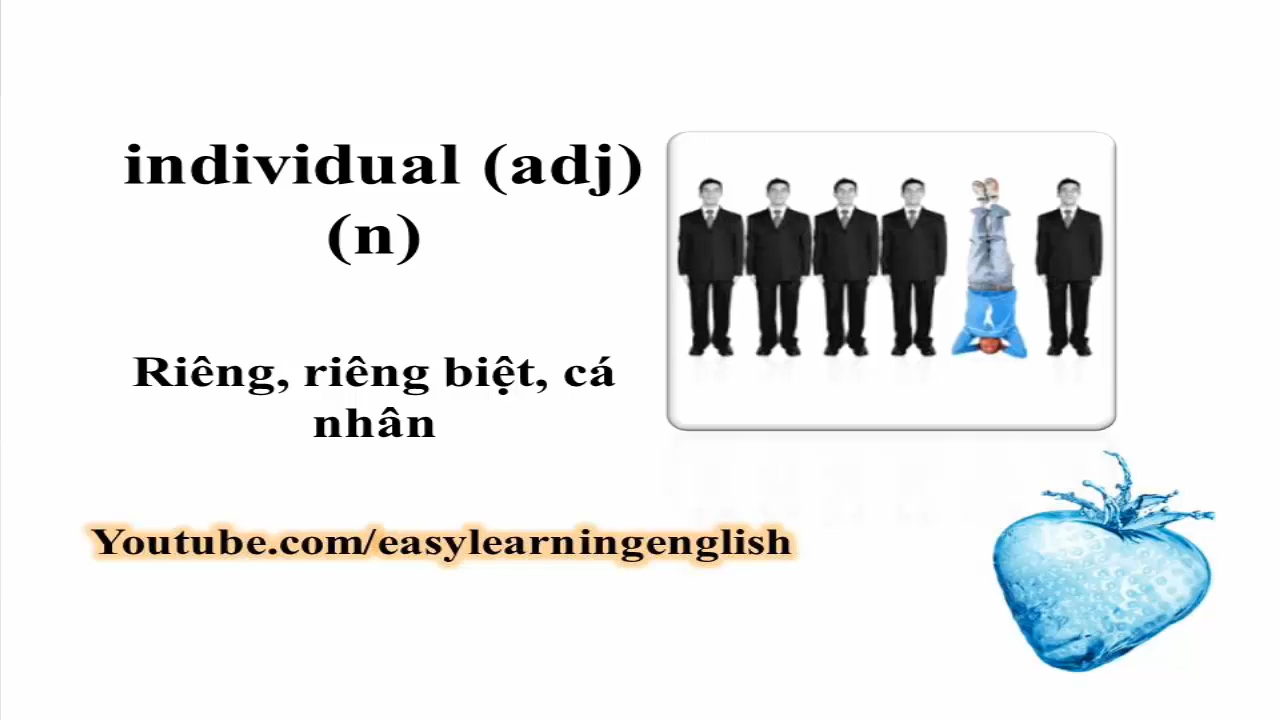 individual (adj)
(n)
Riêng, riêng biệt, cá
nhân
Youtube.com/easylearningenglish